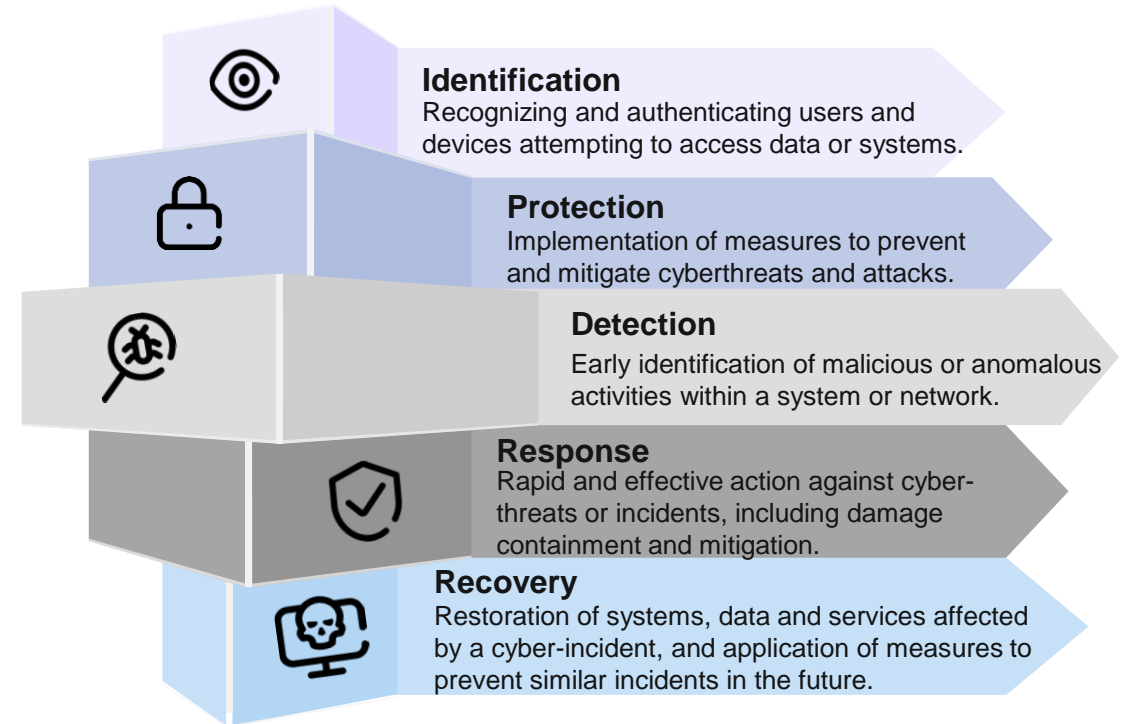 Identification
Recognizing and authenticating users and
devices attempting to access data or systems.
Protection
Implementation of measures to prevent
and mitigate cyberthreats and attacks.
Detection
Early identification of malicious or anomalous
activities within a system or network.
Response
Rapid and effective action against cyber-
threats or incidents, including damage
containment and mitigation.
Recovery
Restoration of systems, data and services affected
by a cyber-incident, and application of measures to
prevent similar incidents in the future.